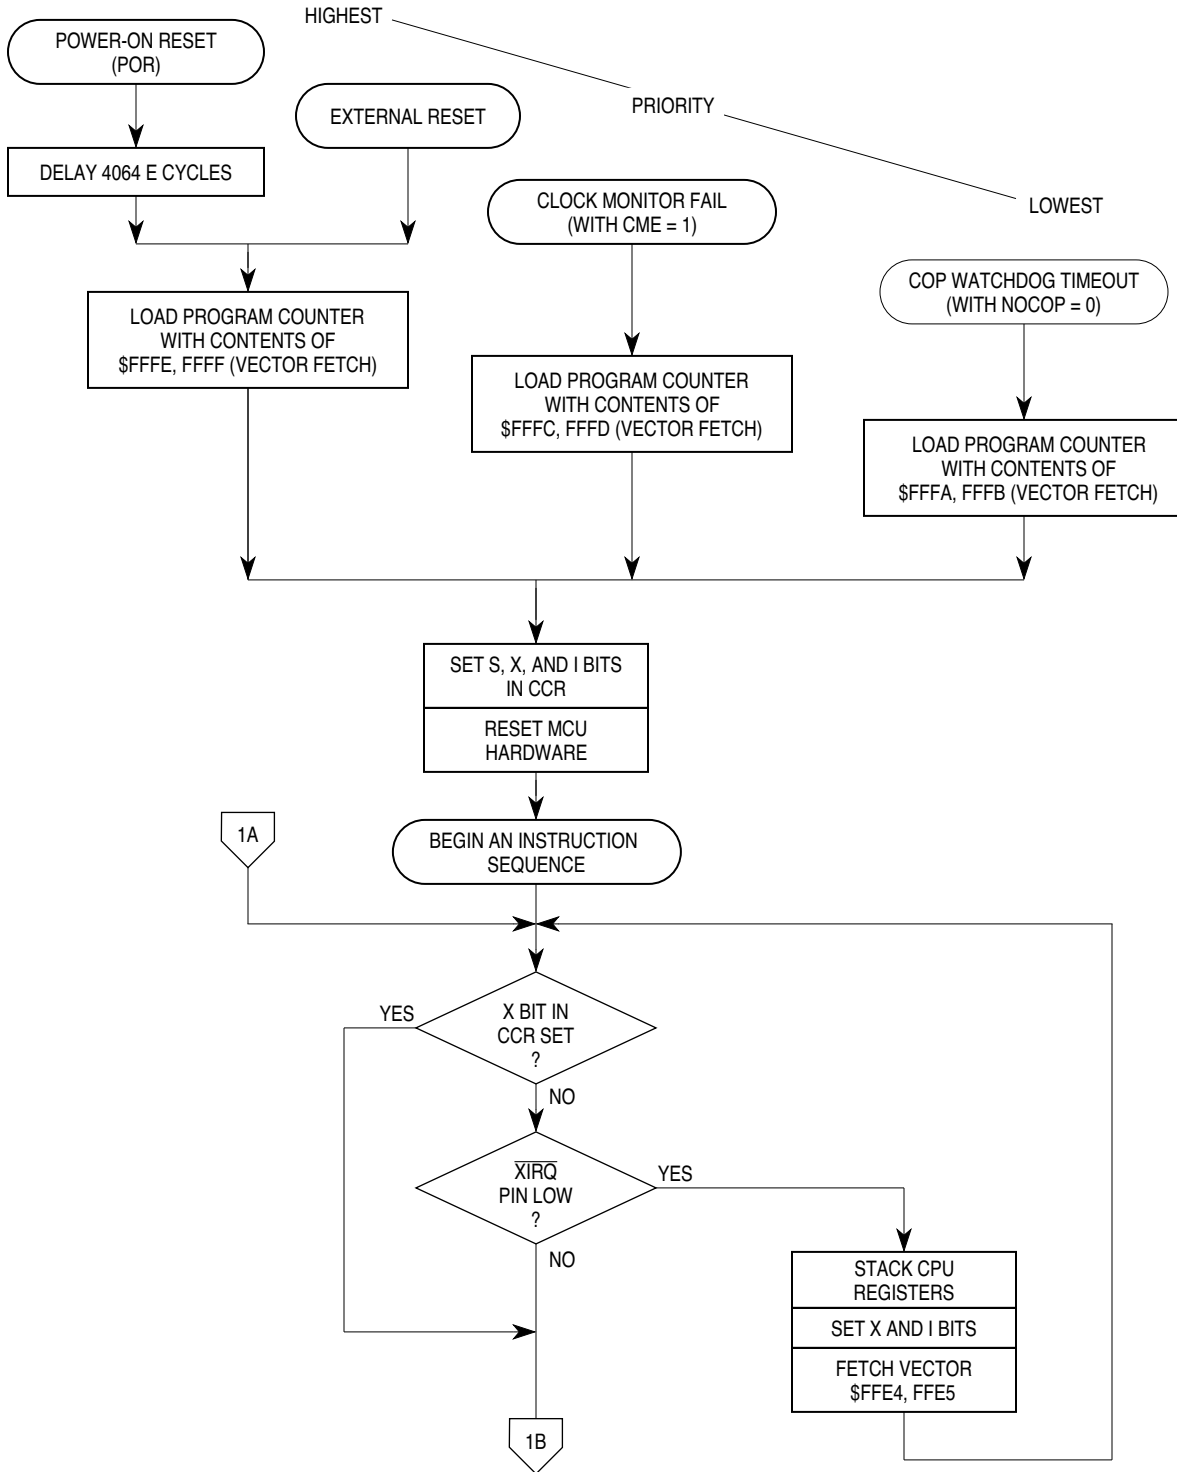 HIGHEST
POWER-ON RESET
(POR)
PRIORITY
EXTERNAL RESET
DELAY 4064 E CYCLES
CLOCK MONITOR FAIL
(WITH CME = 1)
LOWEST
COP WATCHDOG TIMEOUT
(WITH NOCOP = 0)
LOAD PROGRAM COUNTER
WITH CONTENTS OF
$FFFE, FFFF (VECTOR FETCH)
LOAD PROGRAM COUNTER
WITH CONTENTS OF
$FFFC, FFFD (VECTOR FETCH)
LOAD PROGRAM COUNTER
WITH CONTENTS OF
$FFFA, FFFB (VECTOR FETCH)
SET S, X, AND I BITS
IN CCR
RESET MCU
HARDWARE
1A
BEGIN AN INSTRUCTION
SEQUENCE
YES
X BIT IN
CCR SET
?
NO
XIRQ
PIN LOW
?
YES
NO
STACK CPU
REGISTERS
SET X AND I BITS
FETCH VECTOR
$FFE4, FFE5
1B